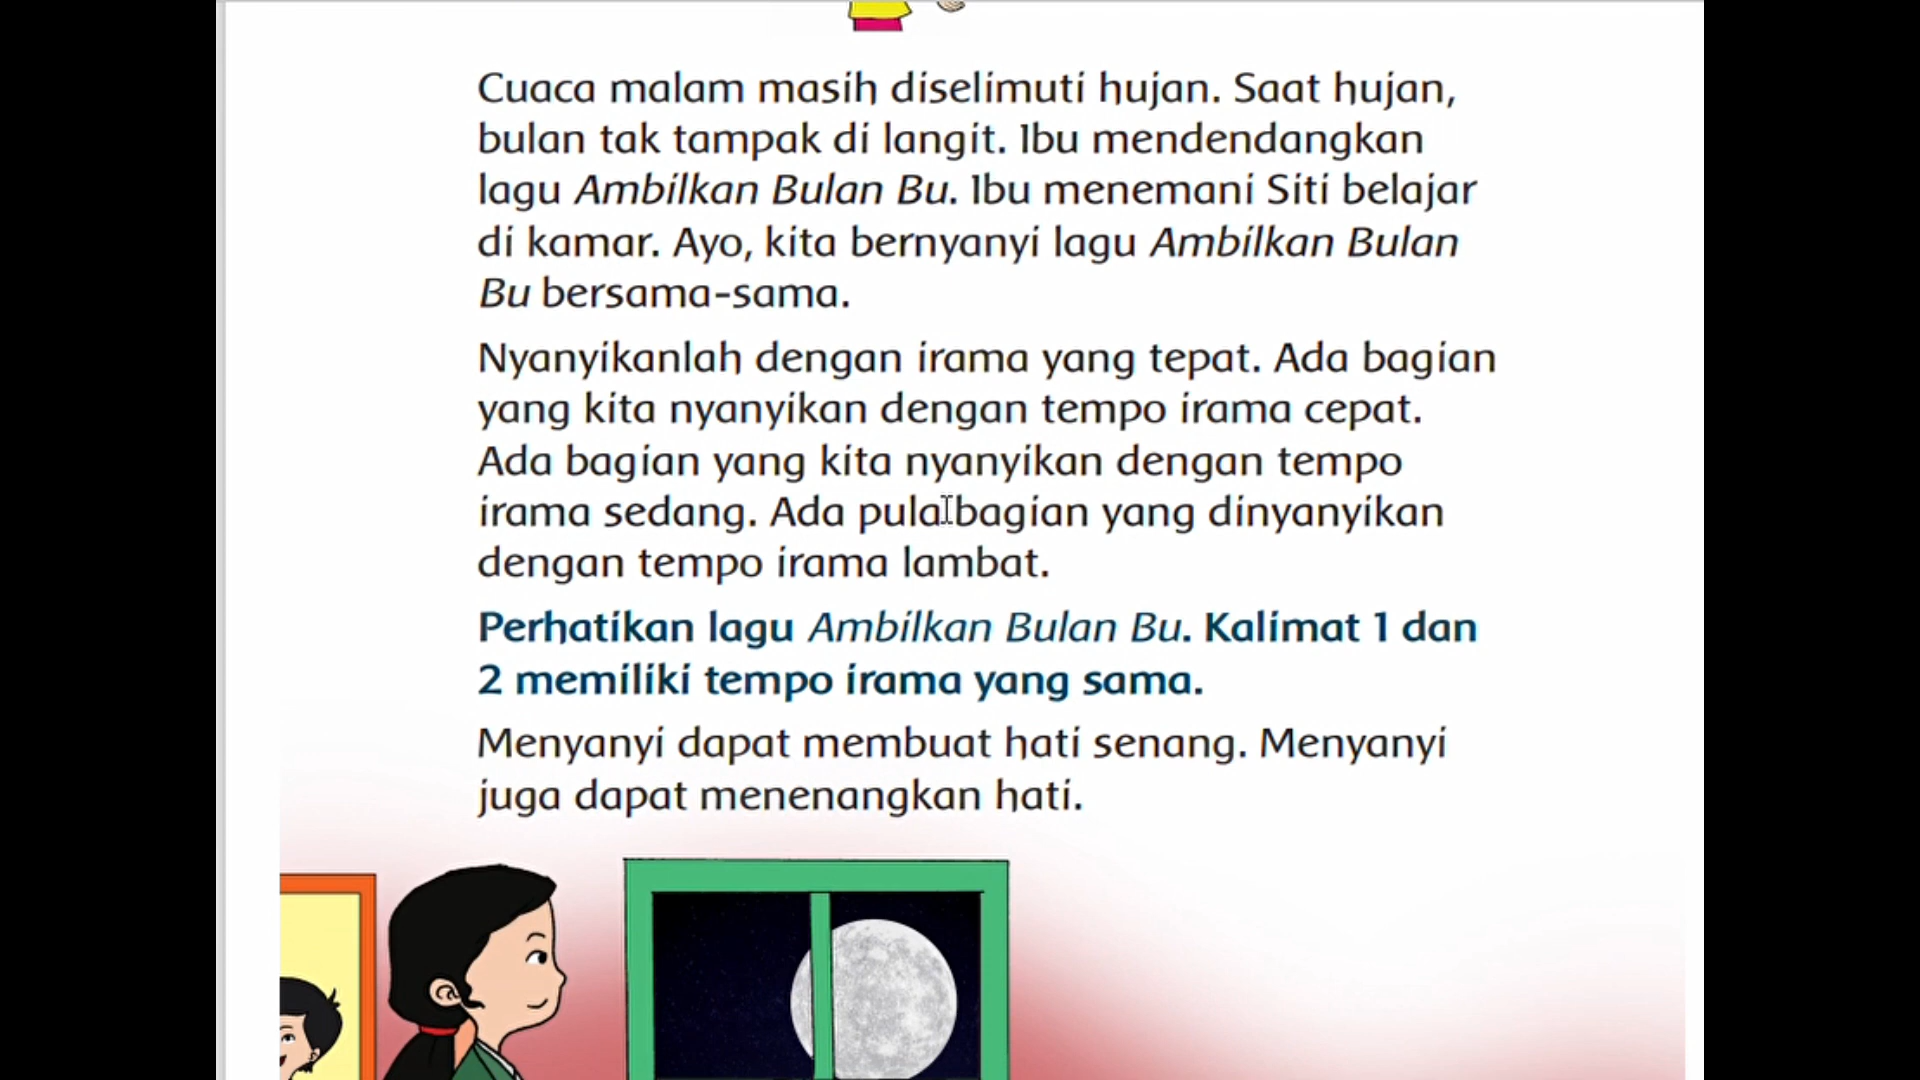 Cuaca malam masih diselimuti hujan. Saat hujan,
bulan tak tampak di langit. Ibu mendendangkan
lagu Ambilkan Bulan Bu. Ibu menemani Siti belajar
di kamar. Ayo, kita bernyanyi lagu Ambilkan Bulan
Bu bersama-sama.
Nyanyikanlah dengan irama yang tepat. Ada bagian
yang kita nyanyikan dengan tempo irama cepat.
Ada bagian yang kita nyanyikan dengan tempo
irama sedang. Ada pula bagian yang dinyanyikan
dengan tempo irama lambat.
Perhatikan lagu Ambilkan Bulan Bu. Kalimat 1 dan
2 memiliki tempo irama yang sama.
Menyanyi dapat membuat hati senang. Menyanyi
juga dapat menenangkan hati.